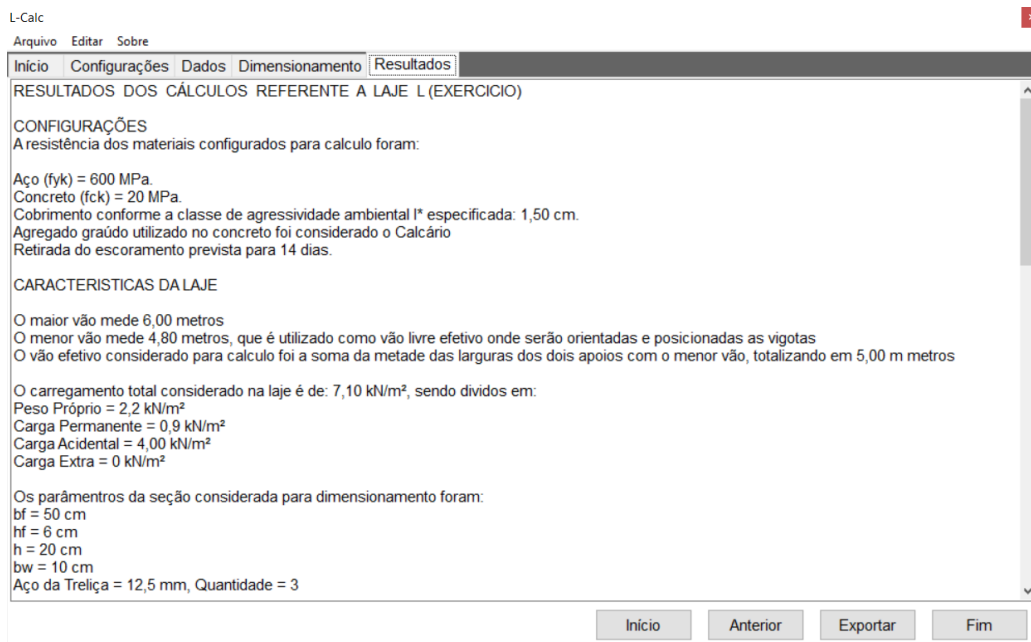 L-Calc
Arquivo Editar Sobre
Início Configurações Dados Dimensionamento Resultados
RESULTADOS DOS CÁLCULOS REFERENTE A LAJE L (EXERCICIO)
CONFIGURAÇÕES
A resistência dos materiais configurados para calculo foram:
Aço (fyk) = 600 MPa.
Concreto (fck) = 20 MPa.
Cobrimento conforme a classe de agressividade ambiental I* especificada: 1,50 cm.
Agregado graúdo utilizado no concreto foi considerado o Calcário
Retirada do escoramento prevista para 14 dias.
CARACTERISTICAS DA LAJE
O maior vão mede 6,00 metros
O menor vão mede 4,80 metros, que é utilizado como vão livre efetivo onde serão orientadas e posicionadas as vigotas
O vão efetivo considerado para calculo foi a soma da metade das larguras dos dois apoios com o menor vão, totalizando em 5,00 m metros
O carregamento total considerado na laje é de: 7,10 kN/m², sendo dividos em:
Peso Próprio = 2,2 kN/m²
Carga Permanente = 0,9 kN/m²
Carga Acidental = 4,00 kN/m²
Carga Extra = 0 kN/m²
Os parâmentros da seção considerada para dimensionamento foram:
bf = 50 cm
hf = 6 cm
h = 20 cm
bw = 10 cm
Aço da Treliça = 12,5 mm, Quantidade = 3
Início Anterior Exportar Fim